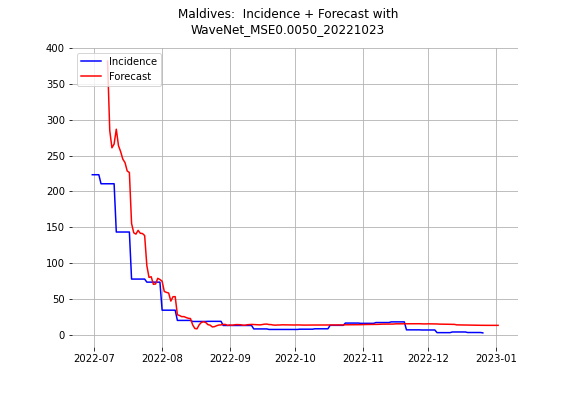 Maldives:  Incidence + Forecast with
WaveNet_MSE0.0050_20221023
Incidence
Forecast
400
350
300
250
200
150
100
50
0
2022-07 2022-08 2022-09 2022-10 2022-11 2022-12 2023-01